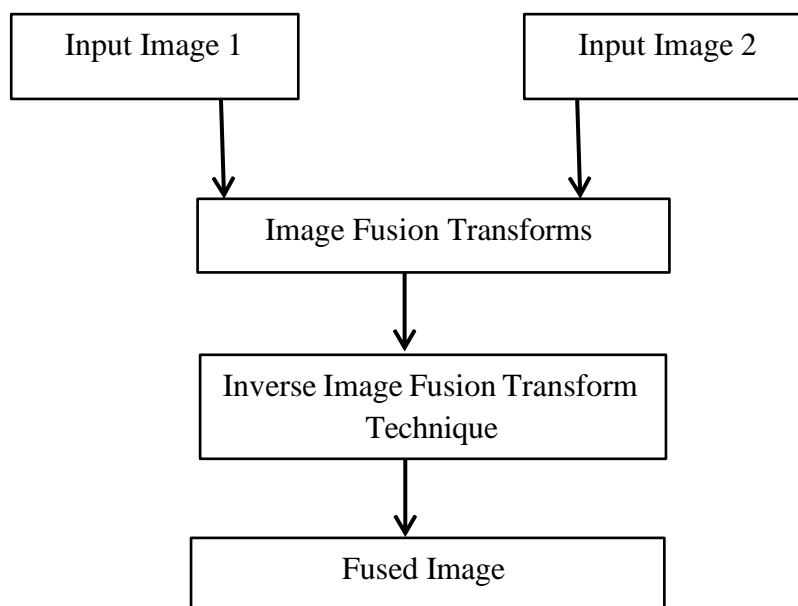 Input Image 1
Input Image 2
Image Fusion Transforms
Inverse Image Fusion Transform
Technique
Fused Image